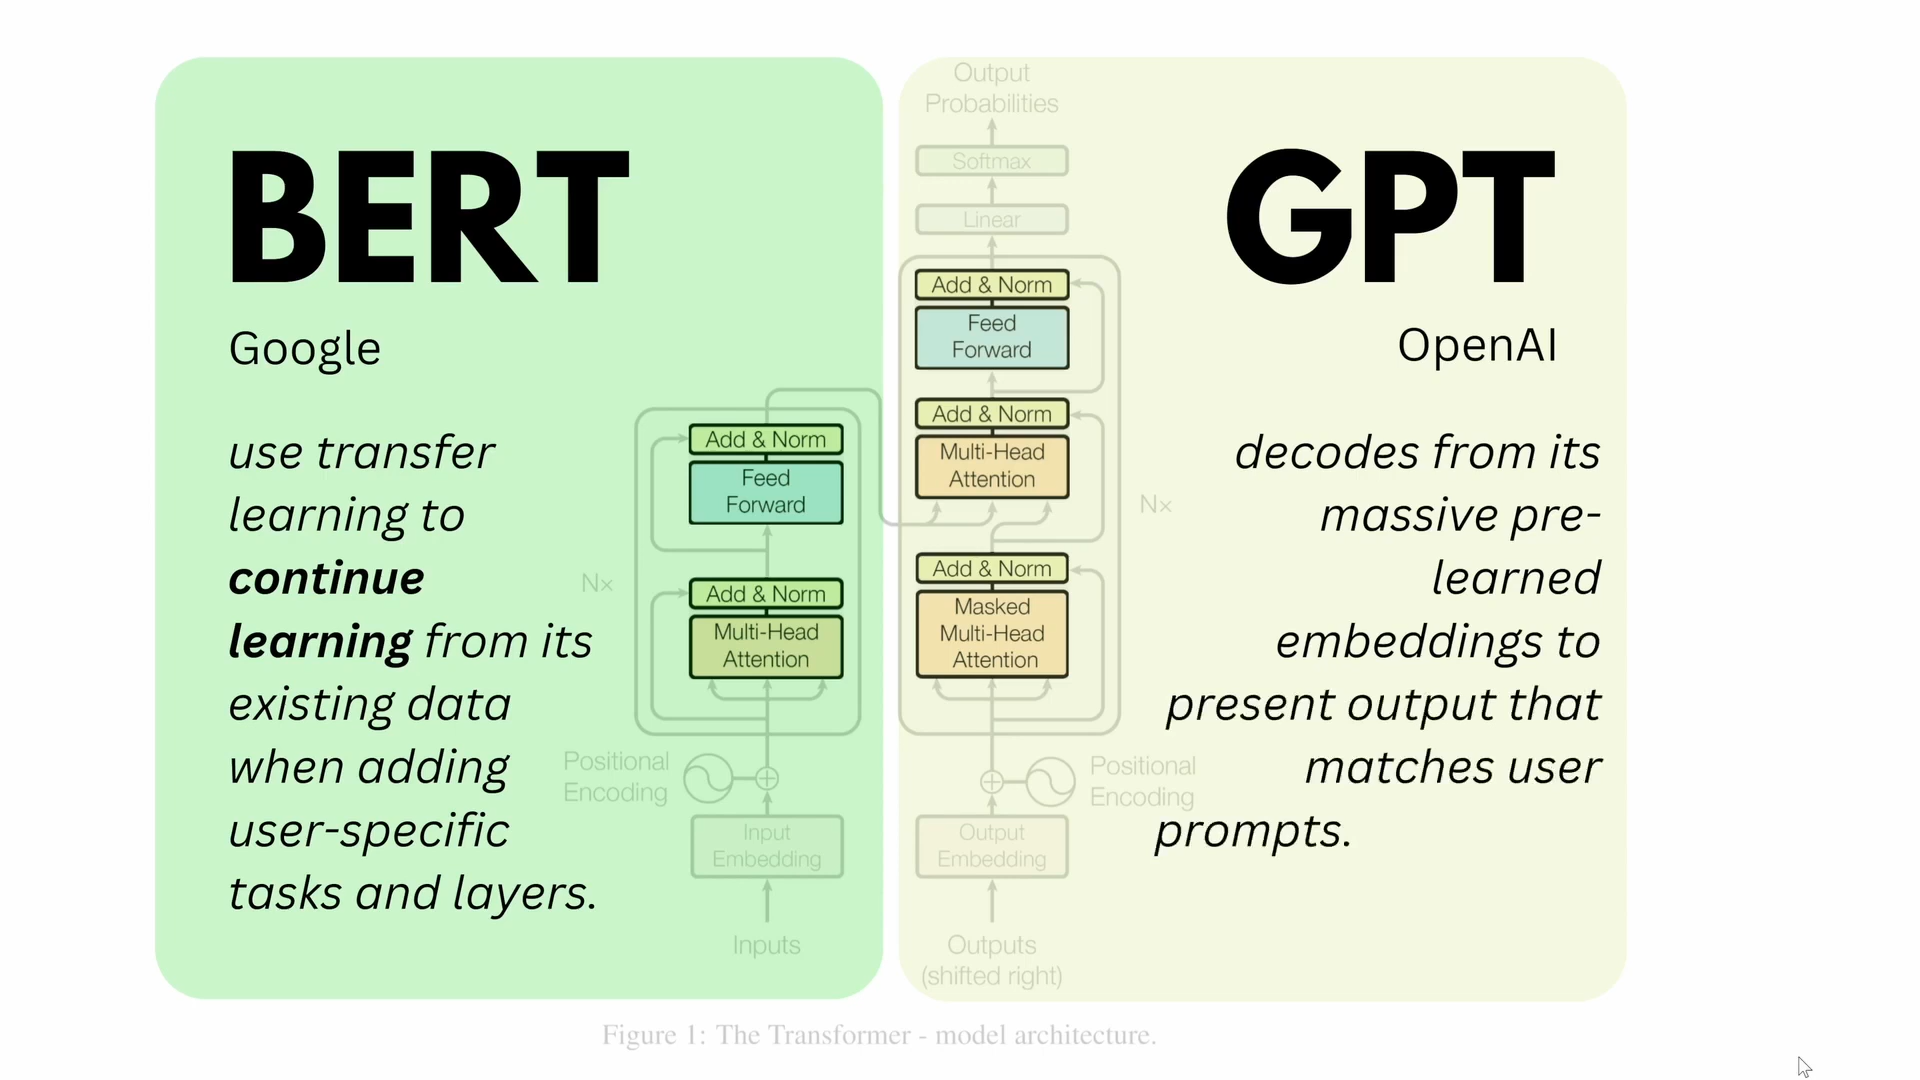 BERT
Google
use transfer
learning to
continue
learning from its
existing data
when adding
user-specific
tasks and layers.
Add & Norm
Feed
Forward
Add & Norm
Multi-Head
Attention
Nx
Positional
Encoding
Input
Embedding
Inputs
Output
Probabilities
Softmax
Linear
Add & Norm
Feed
Forward
Add & Norm
Multi-Head
Attention
Nx
Add & Norm
Masked
Multi-Head
Attention
Positional
Encoding
Output
Embedding
Outputs
(shifted right)
GPT
OpenAI
decodes from its
massive pre-
learned
embeddings to
present output that
matches user
prompts.
Figure 1: The Transformer - model architecture.